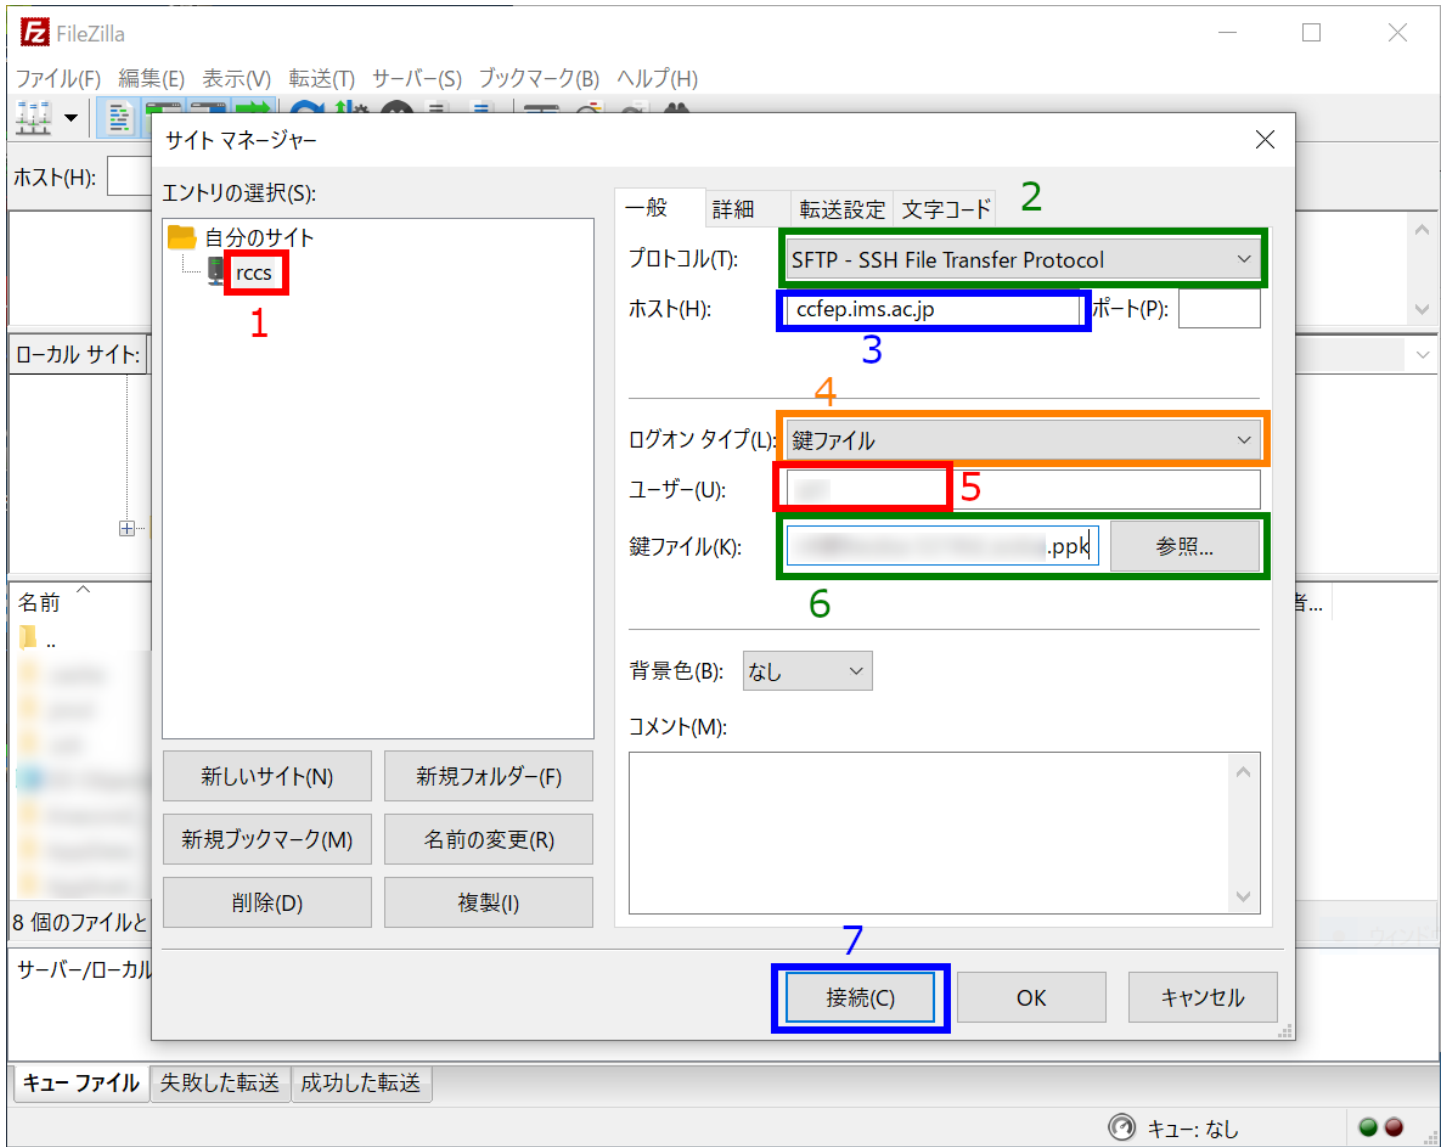 FileZilla
ファイル(F) 編集(E) 表示(V) 転送(T) サーバー(S) ブックマーク(B) ヘルプ(H)
サイト マネージャー
ホスト(H):
エントリの選択(S):
自分のサイト
rccs
1
一般 詳細 転送設定 文字コード
2
プロトコル(T): SFTP - SSH File Transfer Protocol
ホスト(H): ccfep.ims.ac.jp ポート(P):
3
ローカル サイト:
4
ログオン タイプ(L): 鍵ファイル
ユーザー(U):
5
鍵ファイル(K): .ppk 参照...
6
名前
者...
..
背景色(B): なし
コメント(M):
新しいサイト(N) 新規フォルダー(F)
新規ブックマーク(M) 名前の変更(R)
削除(D) 複製(I)
8 個のファイルと
ウィンド
7
サーバー/ローカル
接続(C) OK キャンセル
キュー ファイル 失敗した転送 成功した転送
キュー: なし